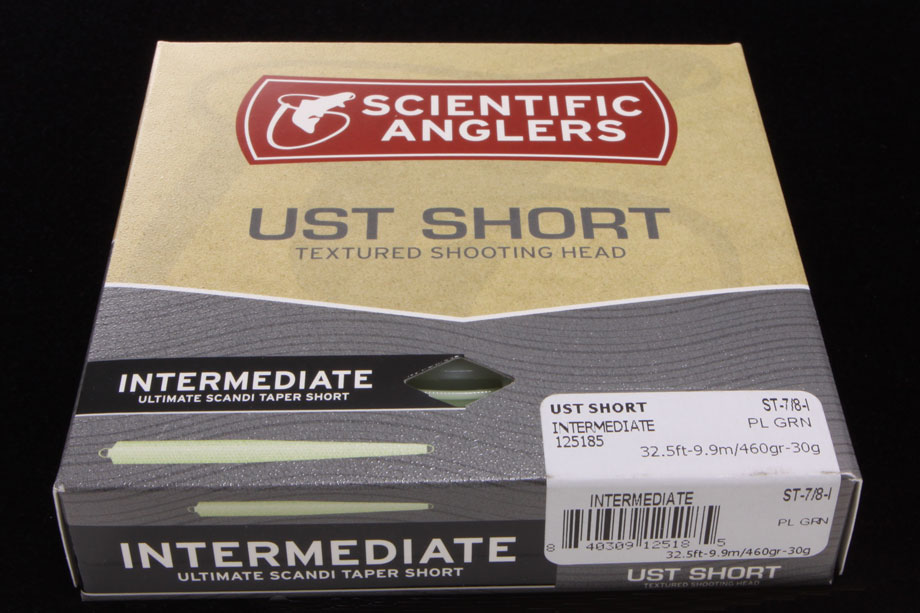 SCIENTIFIC
ANGLERS
UST SHORT
TEXTURED SHOOTING HEAD
INTERMEDIATE
ULTIMATE SCANDI TAPER SHORT
UST SHORT ST-7/8-I
INTERMEDIATE PL GRN
125185
32.5ft-9.9m/460gr-30g
INTERMEDIATE ST-7/8-I
PL GRN
8 40309 12518 5
32.5ft-9.9m/460gr-30g
INTERMEDIATE
ULTIMATE SCANDI TAPER SHORT
UST SHORT
TEXTURED SHOOTING HEAD